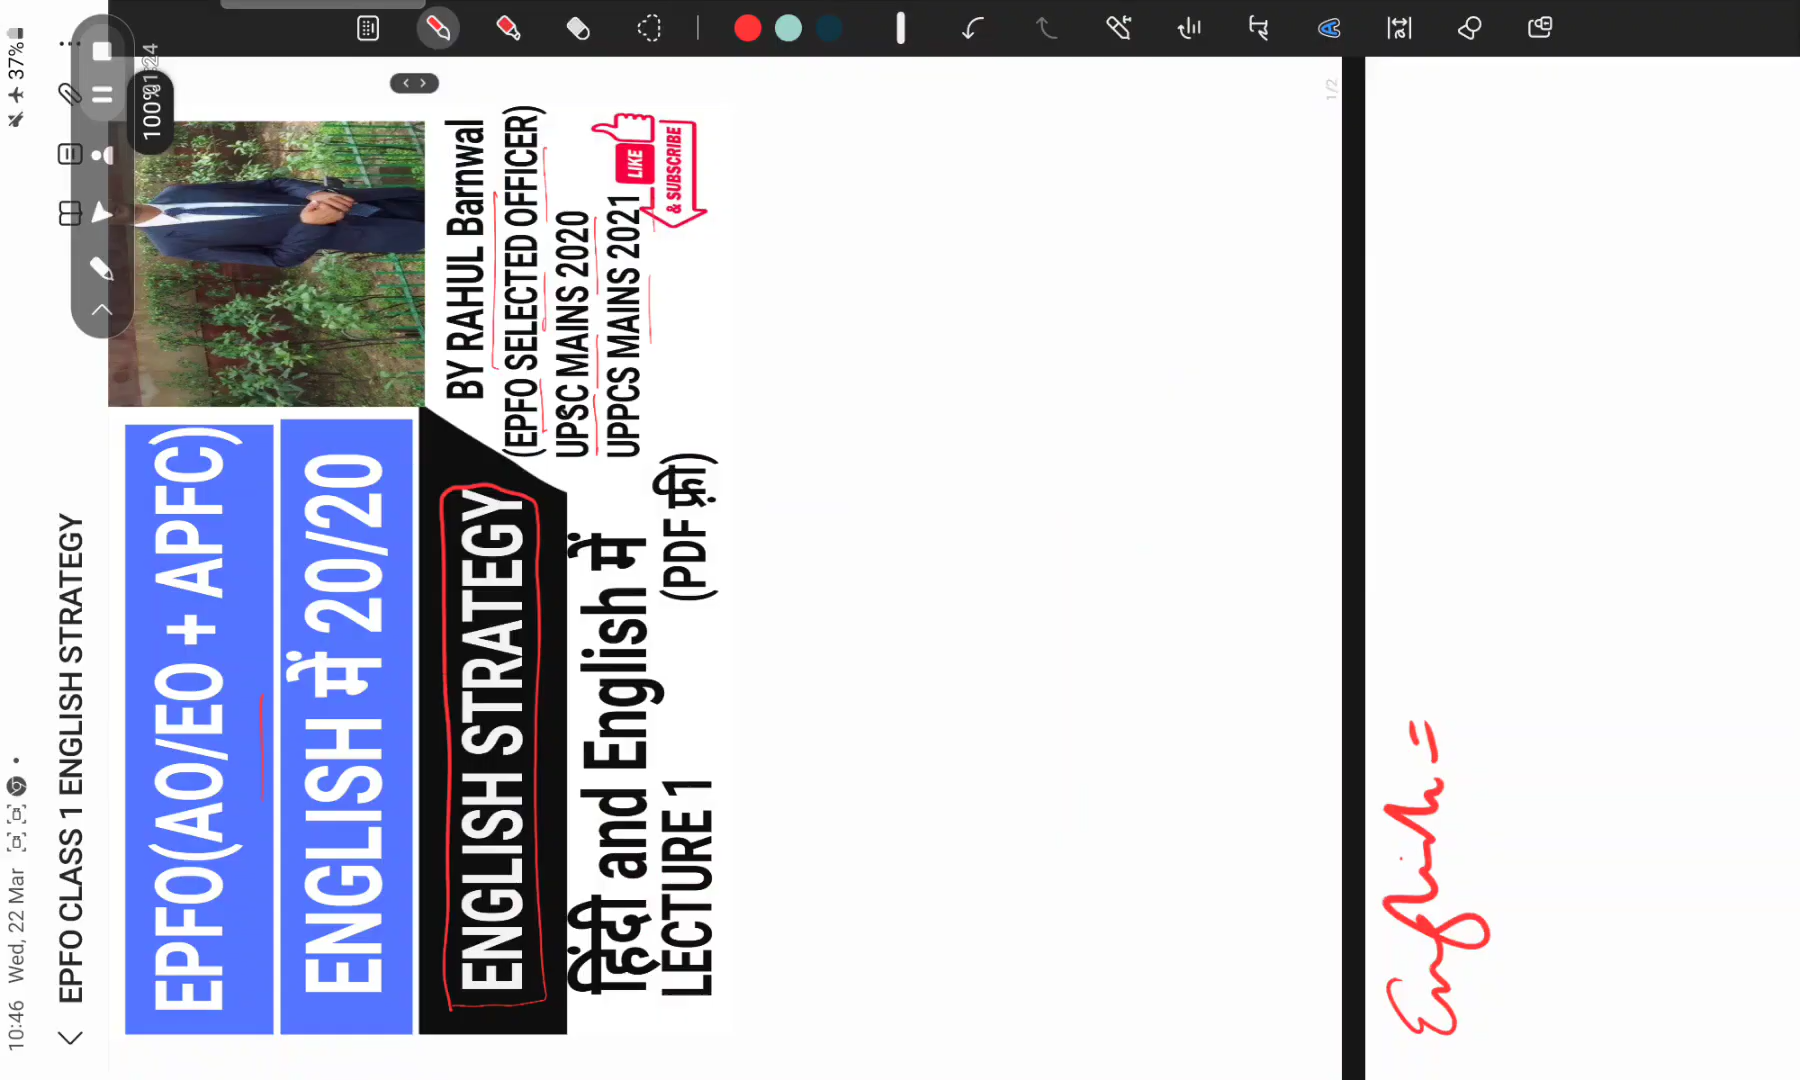 10:46 Wed, 22 Mar
37%
EPFO CLASS 1 ENGLISH STRATEGY
100%
EPFO(AO/EO + APFC)
ENGLISH में 20/20
ENGLISH STRATEGY
हिंदी and English में
LECTURE 1
(PDF फ़्री)
BY RAHUL Barnwal
(EPFO SELECTED OFFICER)
UPSC MAINS 2020
UPPCS MAINS 2021
LIKE
& SUBSCRIBE
1/2
English =